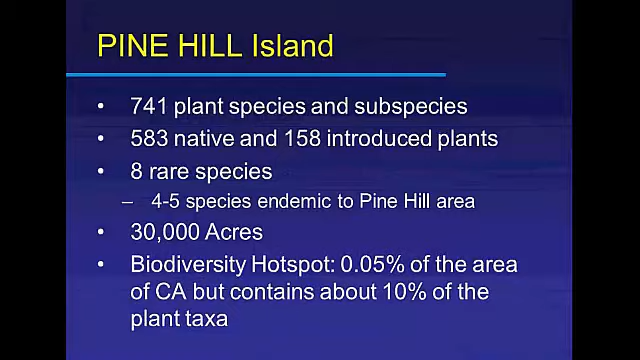 PINE HILL Island
• 741 plant species and subspecies
• 583 native and 158 introduced plants
• 8 rare species
– 4-5 species endemic to Pine Hill area
• 30,000 Acres
• Biodiversity Hotspot: 0.05% of the area
of CA but contains about 10% of the
plant taxa